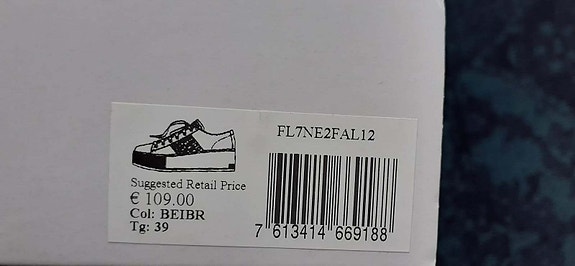 FL7NE2FAL12
Suggested Retail Price
€ 109.00
Col: BEIBR
Tg: 39
7 613414 669188